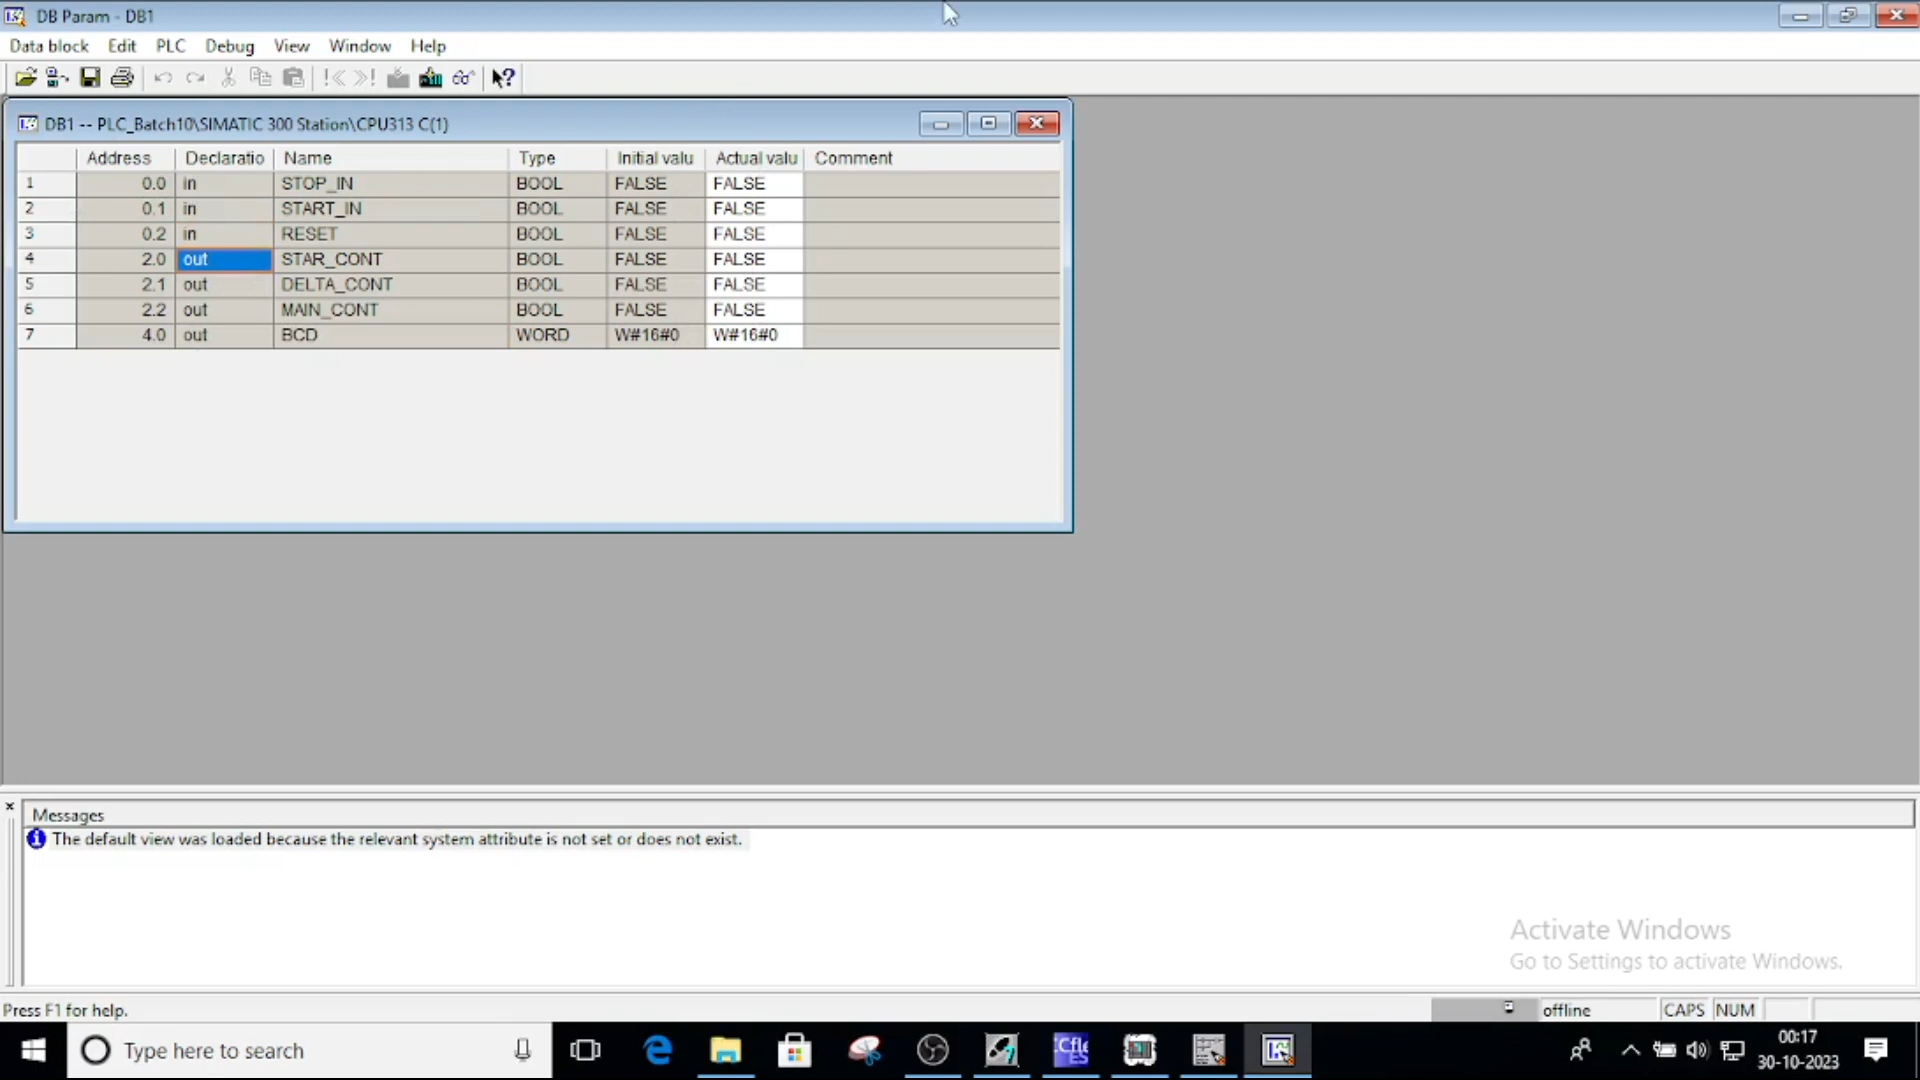 DB Param - DB1
Data block Edit PLC Debug View Window Help
DB1 -- PLC_Batch10\SIMATIC 300 Station\CPU313 C(1)
Address Declaratio Name Type Initial valu Actual valu Comment
1 0.0 in STOP_IN BOOL FALSE FALSE
2 0.1 in START_IN BOOL FALSE FALSE
3 0.2 in RESET BOOL FALSE FALSE
4 2.0 out STAR_CONT BOOL FALSE FALSE
5 2.1 out DELTA_CONT BOOL FALSE FALSE
6 2.2 out MAIN_CONT BOOL FALSE FALSE
7 4.0 out BCD WORD W#16#0 W#16#0
Messages
The default view was loaded because the relevant system attribute is not set or does not exist.
Activate Windows
Go to Settings to activate Windows.
Press F1 for help.
offline CAPS NUM
Type here to search
00:17
30-10-2023